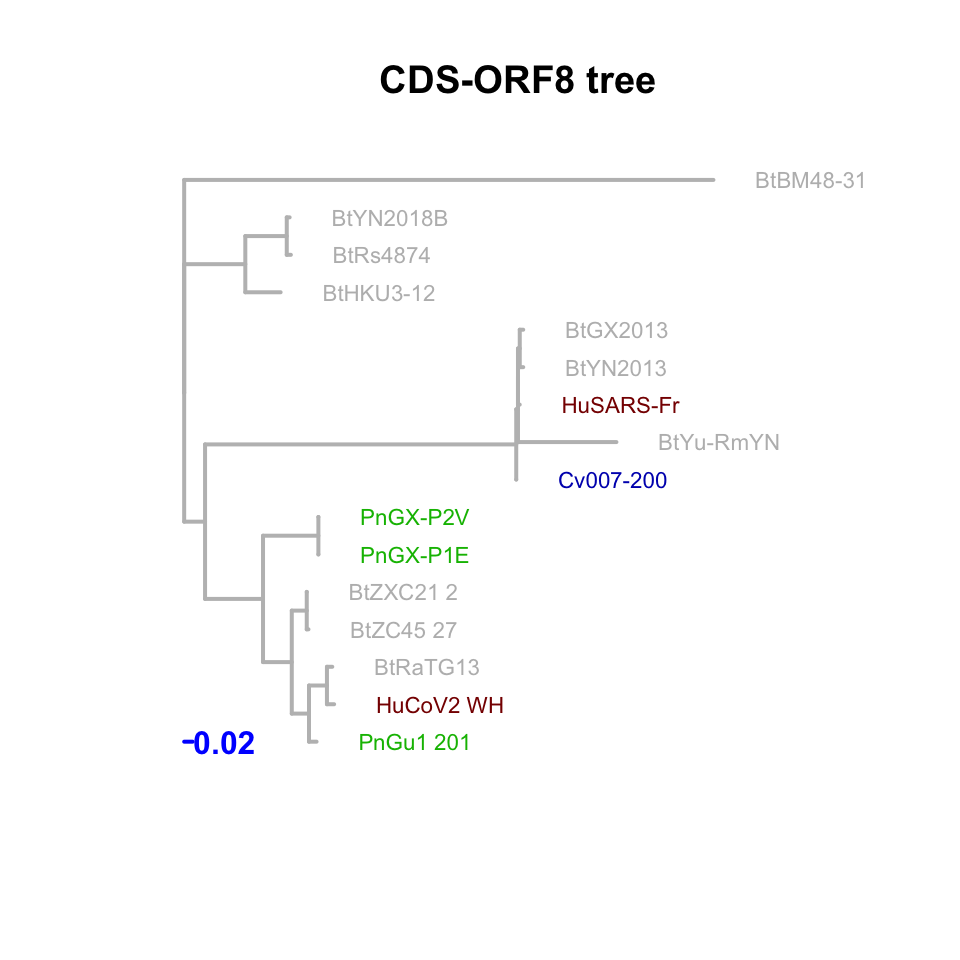 CDS-ORF8 tree
BtBM48-31
BtYN2018B
BtRs4874
BtHKU3-12
BtGX2013
BtYN2013
HuSARS-Fr
BtYu-RmYN
Cv007-200
PnGX-P2V
PnGX-P1E
BtZXC21 2
BtZC45 27
BtRaTG13
HuCoV2 WH
PnGu1 201
0.02